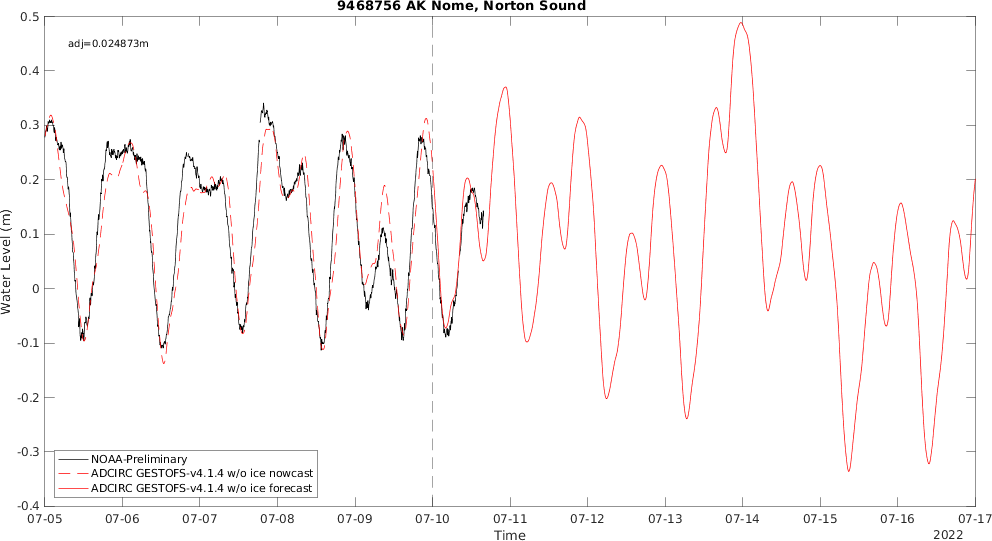 9468756 AK Nome, Norton Sound
adj=0.024873m
0.5
0.4
0.3
0.2
0.1
0
-0.1
-0.2
-0.3
-0.4
Water Level (m)
NOAA-Preliminary
ADCIRC GESTOFS-v4.1.4 w/o ice nowcast
ADCIRC GESTOFS-v4.1.4 w/o ice forecast
07-05 07-06 07-07 07-08 07-09 07-10 07-11 07-12 07-13 07-14 07-15 07-16 07-17
Time
2022